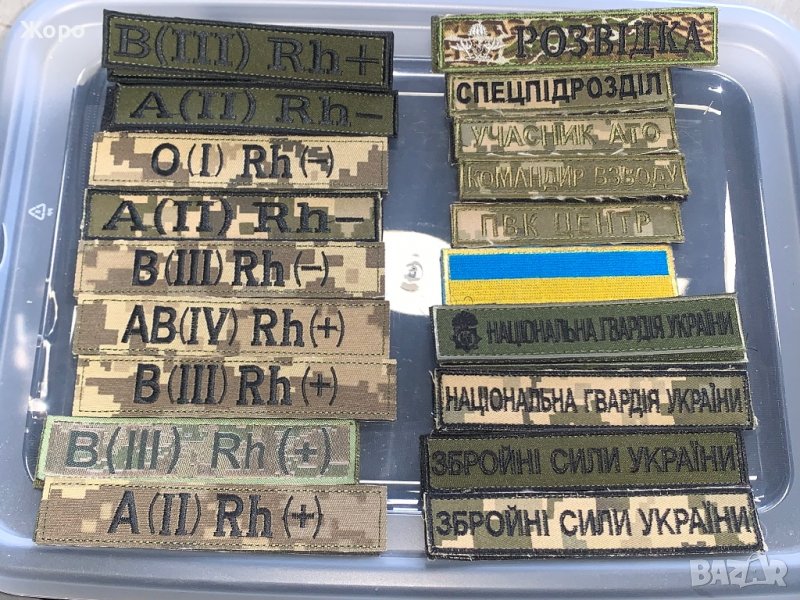 Жоро
B(III) Rh+
A(II) Rh-
O(I) Rh(-)
A(II) Rh-
B(III) Rh(-)
AB(IV) Rh(+)
B(III) Rh(+)
B(III) Rh(+)
A(II) Rh(+)
РОЗВІДКА
СПЕЦПІДРОЗДІЛ
УЧАСНИК АТО
КОМАНДИР ВЗВОДУ
ПВК ЦЕНТР
НАЦІОНАЛЬНА ГВАРДІЯ УКРАЇНИ
НАЦІОНАЛЬНА ГВАРДІЯ УКРАЇНИ
ЗБРОЙНІ СИЛИ УКРАЇНИ
ЗБРОЙНІ СИЛИ УКРАЇНИ
BAZAR